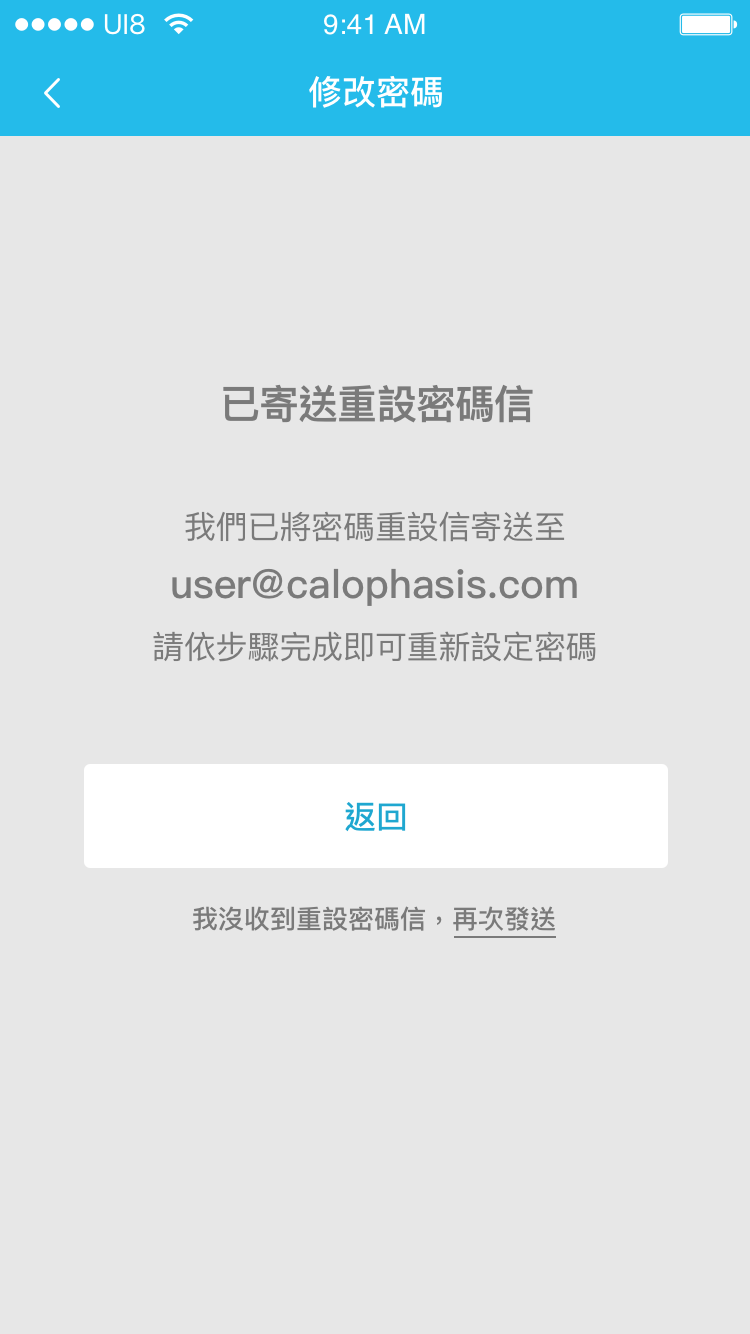 UI8 9:41 AM
修改密碼
已寄送重設密碼信
我們已將密碼重設信寄送至
user@calophasis.com
請依步驟完成即可重新設定密碼
返回
我沒收到重設密碼信，再次發送